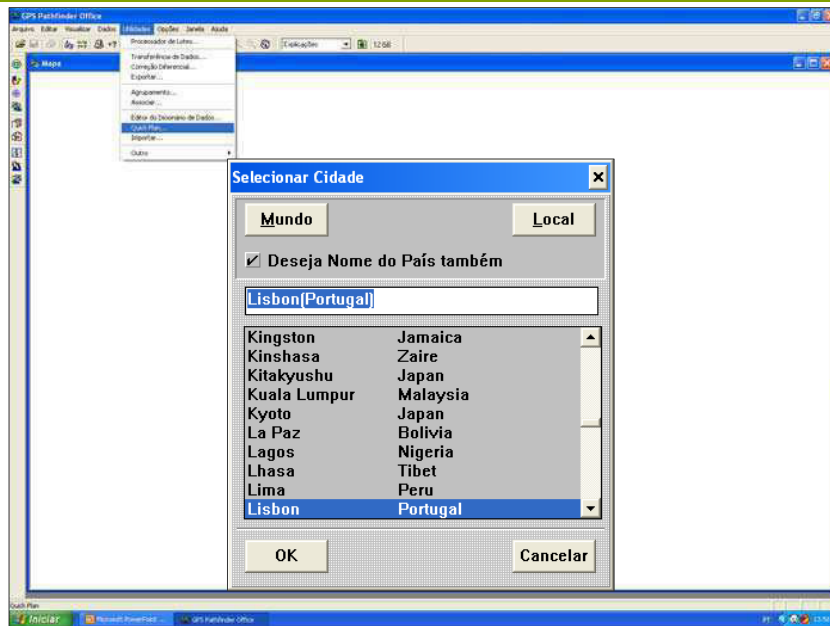 GPS Pathfinder Office
Arquivo Editar Visualizar Dados Utilidades Opções Janela Ajuda
Processador de Lotes...
Explicações
1256
Mapa
Transferência de Dados...
Correção Diferencial...
Exportar...
Agrupamento...
Associar...
Editor do Dicionário de Dados...
Quick Plan...
Importar...
Outro
Selecionar Cidade
Mundo Local
Deseja Nome do País também
Lisbon(Portugal)
Kingston Jamaica
Kinshasa Zaire
Kitakyushu Japan
Kuala Lumpur Malaysia
Kyoto Japan
La Paz Bolivia
Lagos Nigeria
Lhasa Tibet
Lima Peru
Lisbon Portugal
OK Cancelar
Quick Plan
Iniciar Microsoft PowerPoint ... GPS Pathfinder Office PT